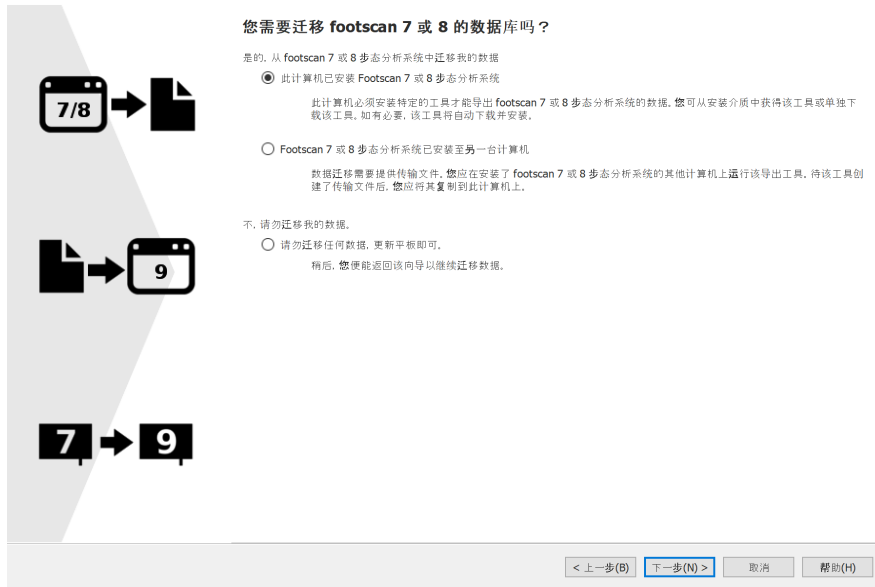 您需要迁移 footscan 7 或 8 的数据库吗？
是的, 从 footscan 7 或 8 步态分析系统中迁移我的数据
此计算机已安装 Footscan 7 或 8 步态分析系统
7/8
此计算机必须安装特定的工具才能导出 footscan 7 或 8 步态分析系统的数据。您可从安装介质中获得该工具或单独下
载该工具。如有必要, 该工具将自动下载并安装。
Footscan 7 或 8 步态分析系统已安装至另一台计算机
数据迁移需要提供传输文件。您应在安装了 footscan 7 或 8 步态分析系统的其他计算机上运行该导出工具。待该工具创
建了传输文件后, 您应将其复制到此计算机上。
不, 请勿迁移我的数据。
请勿迁移任何数据, 更新平板即可。
稍后, 您便能返回该向导以继续迁移数据。
9
7
9
< 上一步(B)
下一步(N) >
取消
帮助(H)